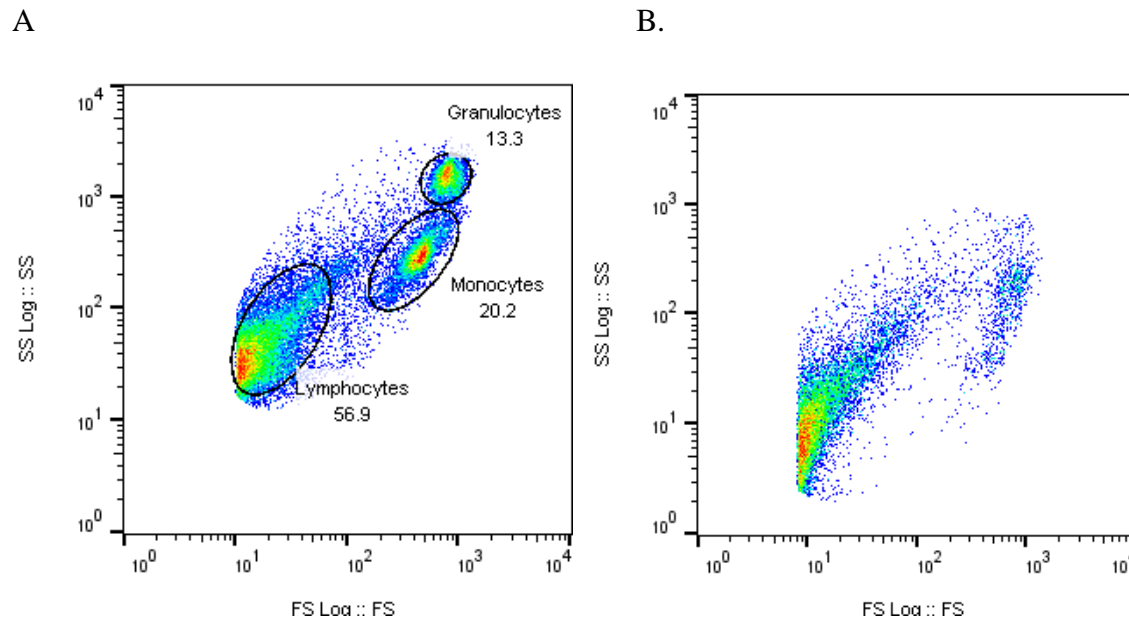 A
B.
10^4
10^3
10^2
10^1
10^0
SS Log :: SS
Granulocytes
13.3
Monocytes
20.2
Lymphocytes
56.9
10^0 10^1 10^2 10^3 10^4
FS Log :: FS
10^4
10^3
10^2
10^1
10^0
SS Log :: SS
10^0 10^1 10^2 10^3
FS Log :: FS